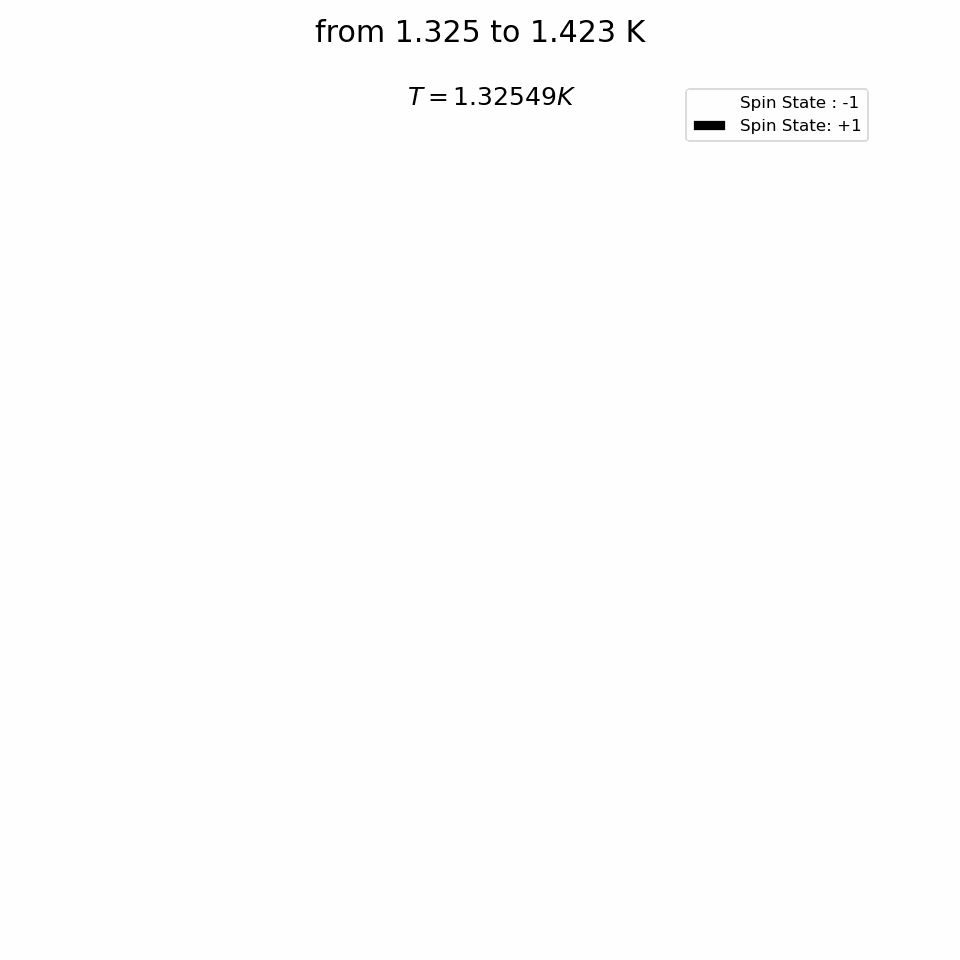 from 1.325 to 1.423 K
T = 1.32549K
Spin State : -1
Spin State: +1